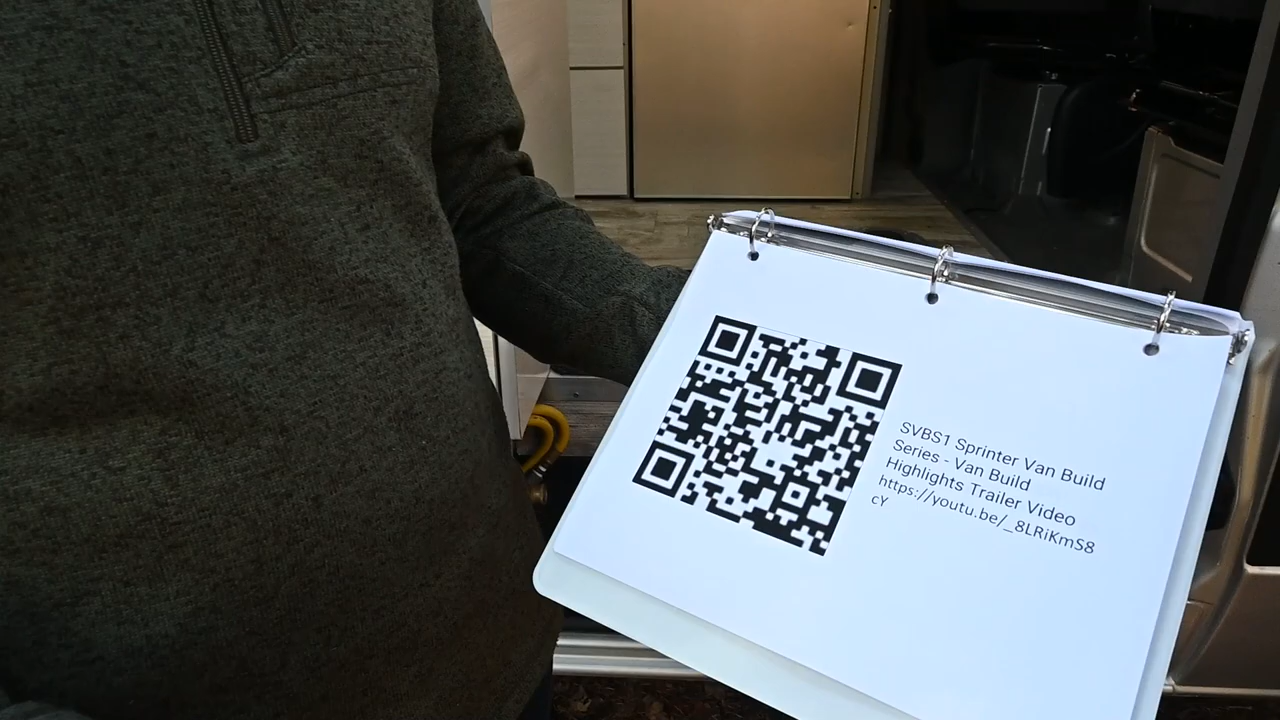 SVBS1 Sprinter Van Build
Series - Van Build
Highlights Trailer Video
https://youtu.be/_8LRiKmS8
cY